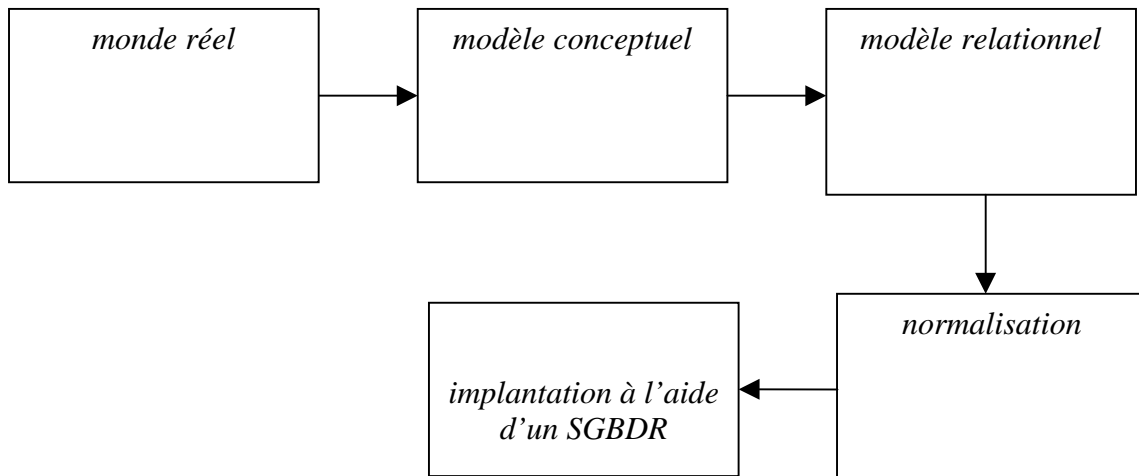 monde réel
modèle conceptuel
modèle relationnel
normalisation
implantation à l’aide
d’un SGBDR